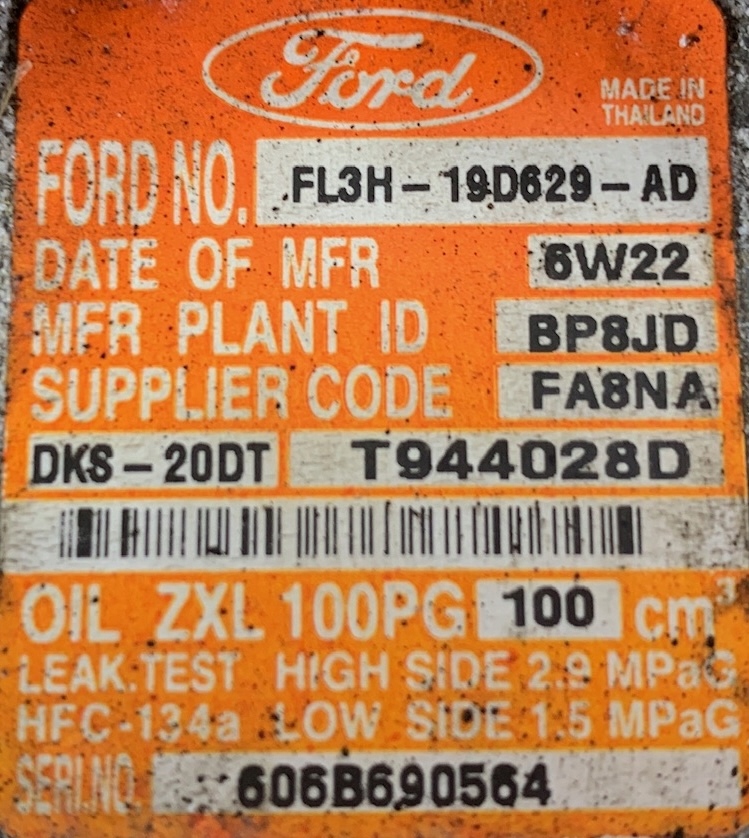 Ford
MADE IN
THAILAND
FORD NO. FL3H-19D629-AD
DATE OF MFR 6W22
MFR PLANT ID BP8JD
SUPPLIER CODE FA8NA
DKS-20DT T944028D
OIL ZXL 100PG 100 cm³
LEAK.TEST HIGH SIDE 2.9 MPaG
HFC-134a LOW SIDE 1.5 MPaG
SERI.NO. 606B690564